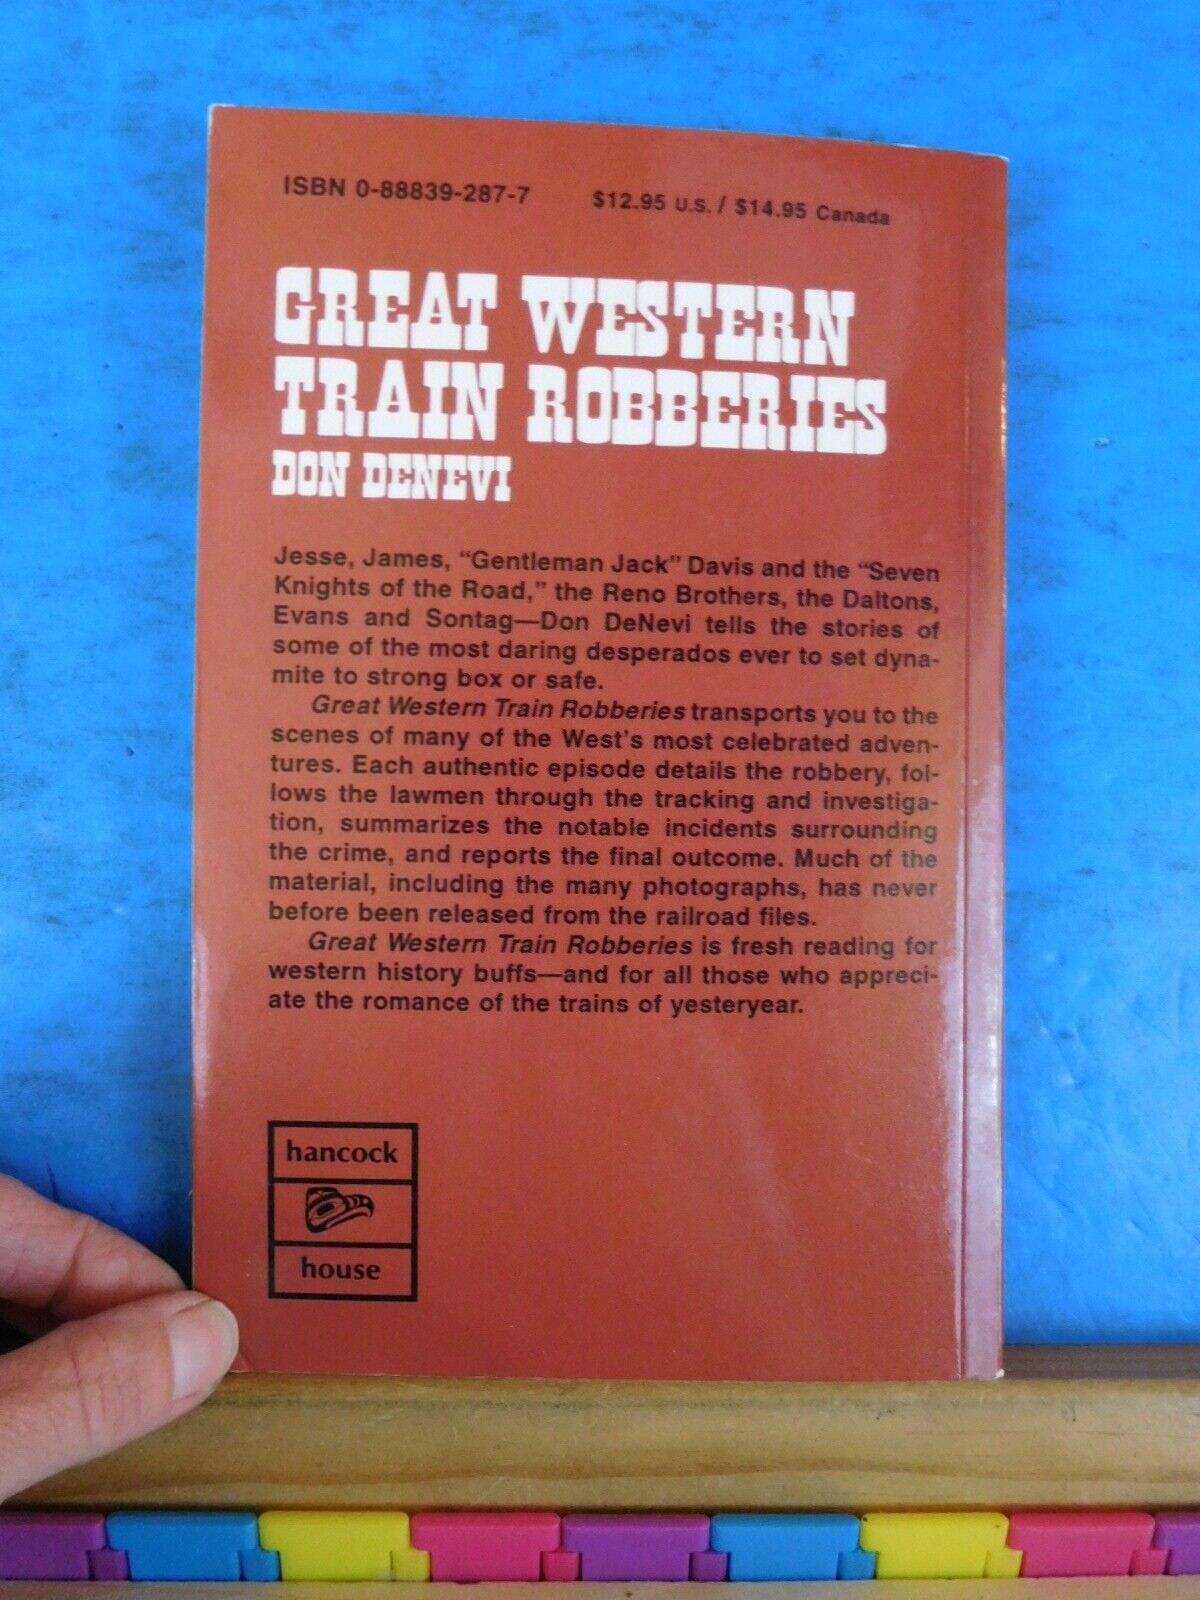 ISBN 0-88839-287-7 $12.95 U.S. / $14.95 Canada
GREAT WESTERN
TRAIN ROBBERIES
DON DENEVI
Jesse, James, "Gentleman Jack" Davis and the "Seven
Knights of the Road," the Reno Brothers, the Daltons,
Evans and Sontag—Don DeNevi tells the stories of
some of the most daring desperados ever to set dyna-
mite to strong box or safe.
Great Western Train Robberies transports you to the
scenes of many of the West's most celebrated adven-
tures. Each authentic episode details the robbery, fol-
lows the lawmen through the tracking and investiga-
tion, summarizes the notable incidents surrounding
the crime, and reports the final outcome. Much of the
material, including the many photographs, has never
before been released from the railroad files.
Great Western Train Robberies is fresh reading for
western history buffs—and for all those who appreci-
ate the romance of the trains of yesteryear.
hancock
house